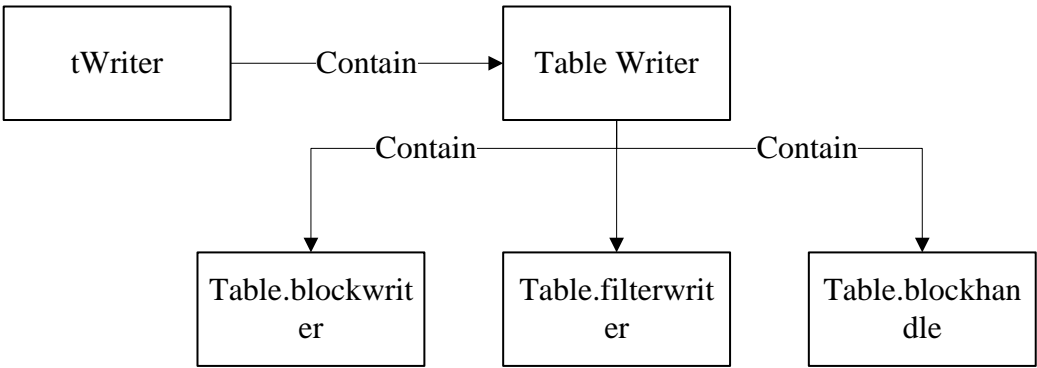 tWriter
Contain
Table Writer
Contain
Contain
Table.blockwrit
er
Table.filterwrit
er
Table.blockhan
dle